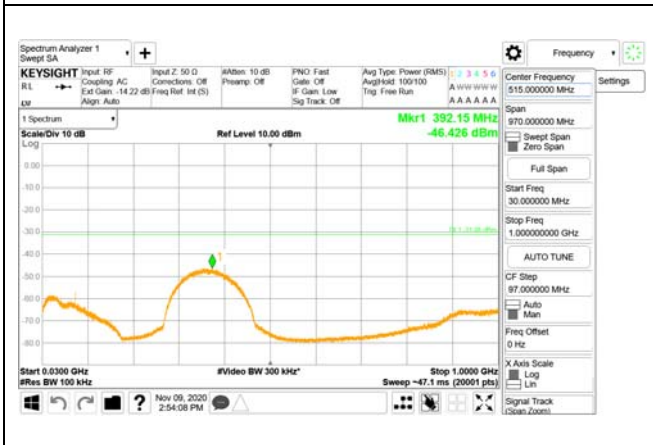 Spectrum Analyzer 1
Swept SA
+
Frequency
KEYSIGHT Input: RF Input Z: 50 Ω #Atten: 10 dB PNO: Fast Avg Type: Power (RMS) 1 2 3 4 5 6
RL Coupling: AC Corrections: Off Preamp: Off Gate: Off Avg|Hold: 100/100 A W W W W W
Ext Gain: -14.22 dB Freq Ref: Int (S) IF Gain: Low Trig: Free Run
Align: Auto Sig Track: Off A A A A A A
1 Spectrum
Mkr1 392.15 MHz
Scale/Div 10 dB Ref Level 10.00 dBm -46.426 dBm
Log
0.00
-10.0
-20.0
-30.0
-40.0
1
-50.0
-60.0
-70.0
-80.0
Start 0.0300 GHz #Video BW 300 kHz* Stop 1.0000 GHz
#Res BW 100 kHz Sweep ~47.1 ms (20001 pts)
?
Nov 09, 2020
2:54:08 PM
Center Frequency
515.000000 MHz
Settings
Span
970.000000 MHz
Swept Span
Zero Span
Full Span
Start Freq
30.000000 MHz
Stop Freq
1.000000000 GHz
AUTO TUNE
CF Step
97.000000 MHz
Auto
Man
Freq Offset
0 Hz
X Axis Scale
Log
Lin
Signal Track
(Span Zoom)